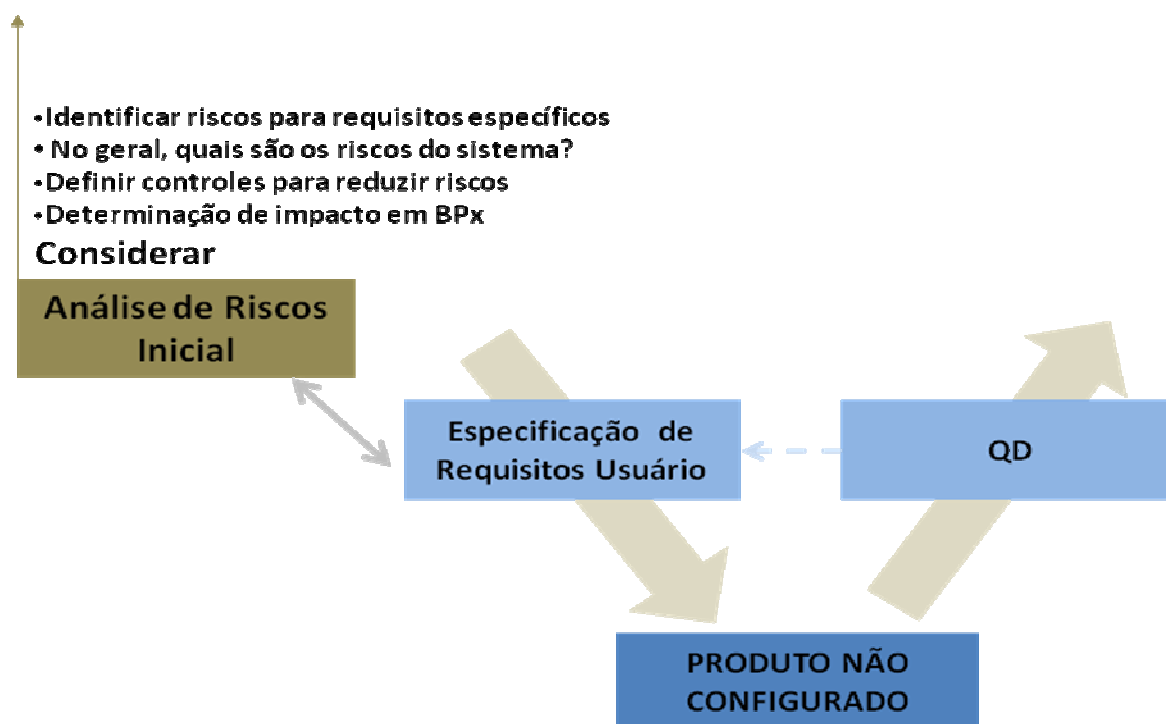 •Identificar riscos para requisitos específicos
• No geral, quais são os riscos do sistema?
•Definir controles para reduzir riscos
•Determinação de impacto em BPx
Considerar
Análise de Riscos
Inicial
Especificação de
Requisitos Usuário
QD
PRODUTO NÃO
CONFIGURADO